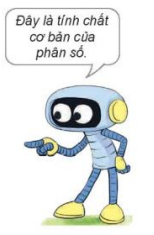 Đây là tính chất
cơ bản của
phân số.